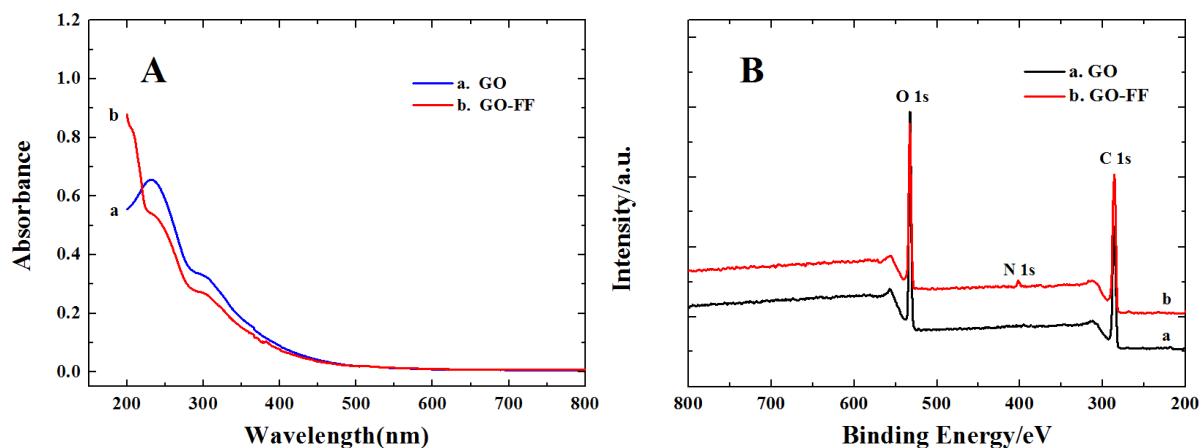 A
a. GO
b. GO-FF
b
a
Absorbance
1.2
1.0
0.8
0.6
0.4
0.2
0.0
200 300 400 500 600 700 800
Wavelength(nm)
B
a. GO
b. GO-FF
O 1s
C 1s
N 1s
b
a
Intensity/a.u.
800 700 600 500 400 300 200
Binding Energy/eV